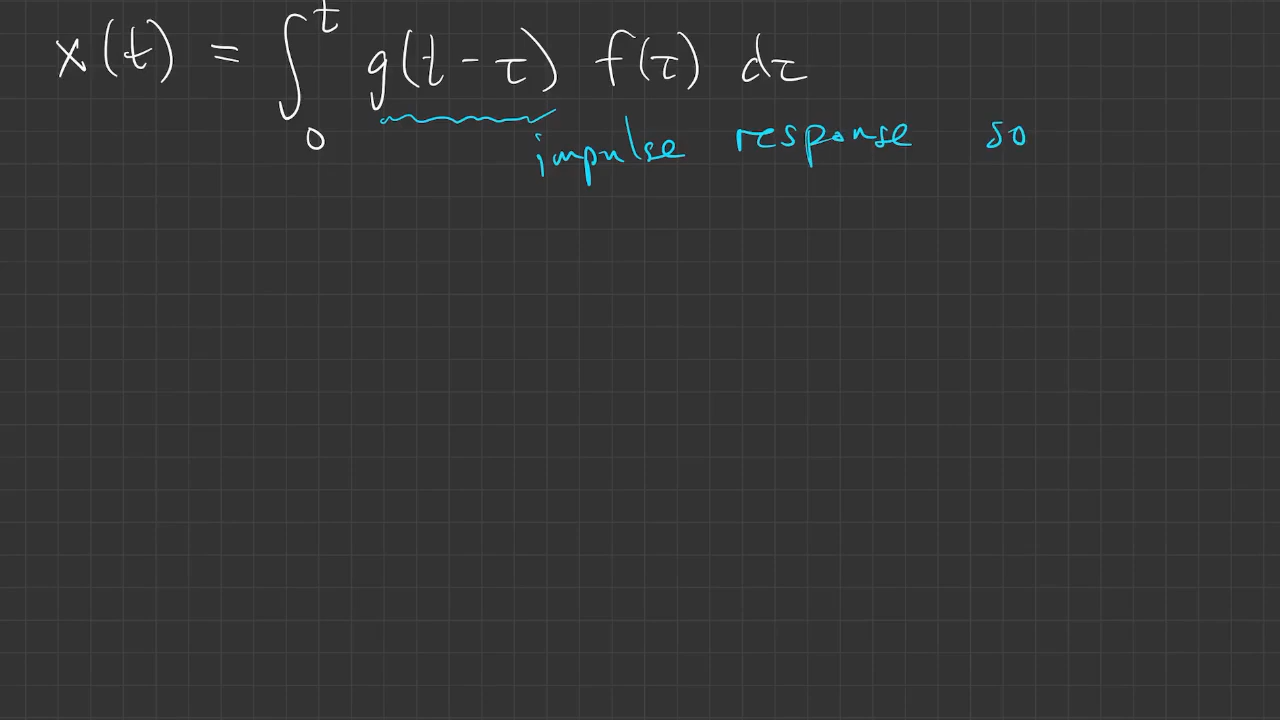 x(t) = ∫₀ᵗ g(t - τ) f(τ) dτ
impulse response so